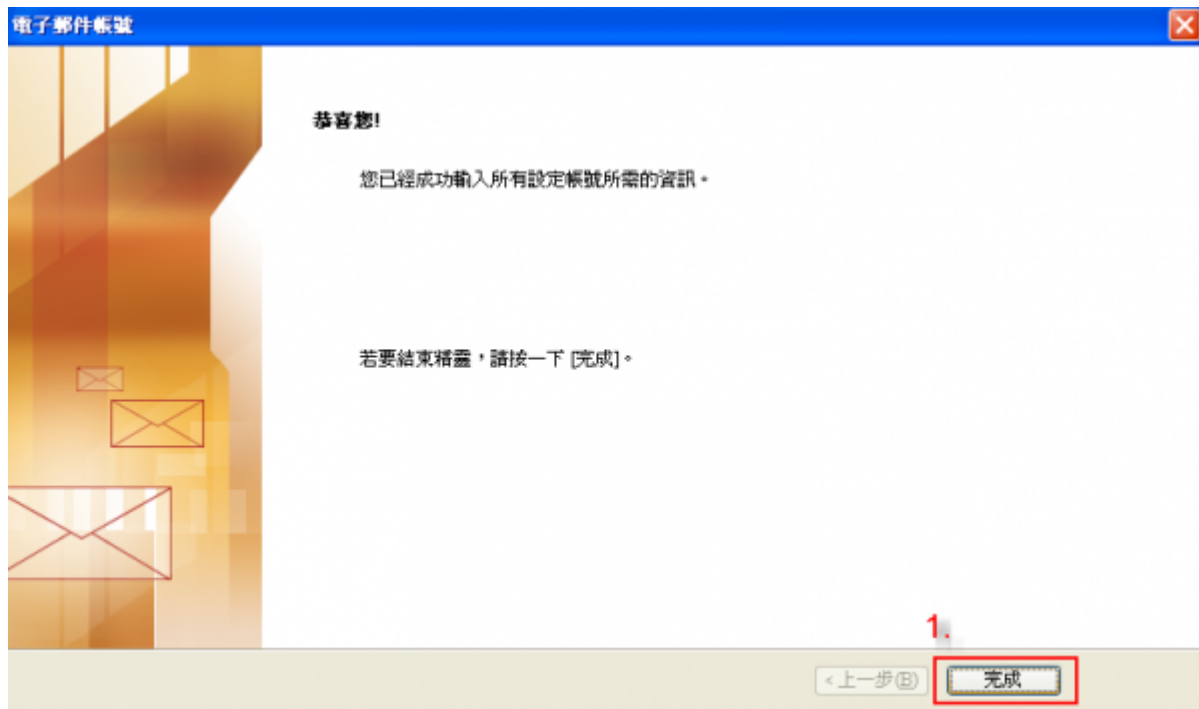 電子郵件帳號
恭喜您!
您已經成功輸入所有設定帳號所需的資訊。
若要結束精靈，請按一下 [完成]。
1.
<上一步(B)
完成